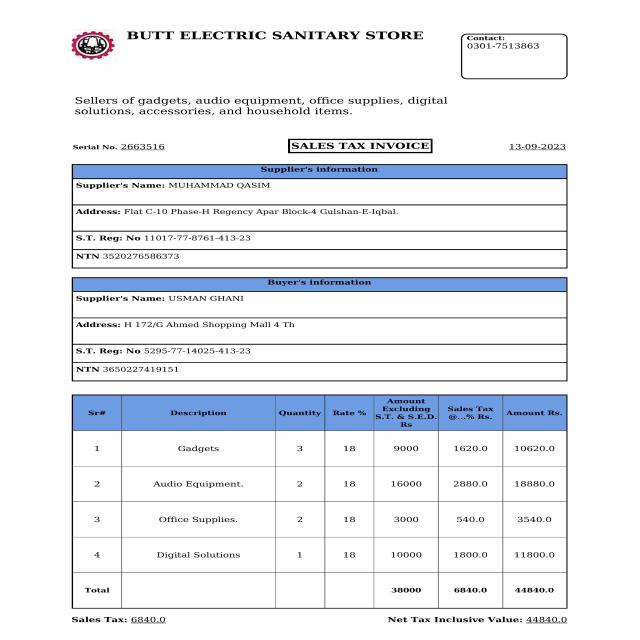 BUTT ELECTRIC SANITARY STORE
Contact:
0301-7513863
Sellers of gadgets, audio equipment, office supplies, digital
solutions, accessories, and household items.
Serial No. 2663516 SALES TAX INVOICE 13-09-2023
Supplier's information
Supplier's Name: MUHAMMAD QASIM
Address: Flat C-10 Phase-H Regency Apar Block-4 Gulshan-E-Iqbal.
S.T. Reg: No 11017-77-8761-413-23
NTN 3520276586373
Buyer's information
Supplier's Name: USMAN GHANI
Address: H 172/G Ahmed Shopping Mall 4 Th
S.T. Reg: No 5295-77-14025-413-23
NTN 3650227419151
Sr# Description Quantity Rate % Amount Excluding S.T. & S.E.D. Rs Sales Tax @...% Rs. Amount Rs.
1 Gadgets 3 18 9000 1620.0 10620.0
2 Audio Equipment. 2 18 16000 2880.0 18880.0
3 Office Supplies. 2 18 3000 540.0 3540.0
4 Digital Solutions 1 18 10000 1800.0 11800.0
Total 38000 6840.0 44840.0
Sales Tax: 6840.0 Net Tax Inclusive Value: 44840.0